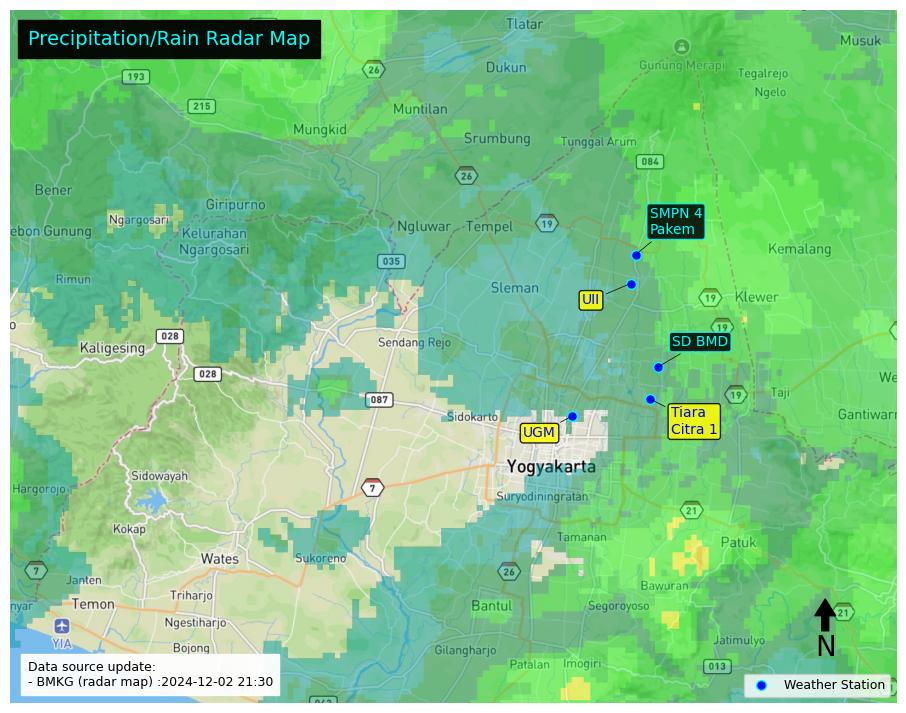 Precipitation/Rain Radar Map
Tlatar
Musuk
193
26
Dukun
Gunung Merapi
Tegalrejo
Ngelo
215
Muntilan
Mungkid
Srumbung
Tunggal Arum
084
26
Bener
Giripurno
SMPN 4
Pakem
Ngargosari
Ngluwar
Tempel
19
ebon Gunung
Kelurahan
Ngargosari
Kemalang
035
Rimun
Sleman
UII
19
Klewer
o
028
19
Kaligesing
Sendang Rejo
SD BMD
028
We
087
19
Taji
Sidokarto
Tiara
Citra 1
Gantiwarn
UGM
Yogyakarta
Sidowayah
Hargorojo
7
Suryodiningratan
21
Kokap
Tamanan
Patuk
Wates
Sukoreno
7
26
Janten
Bawuran
Triharjo
nyar
Temon
Bantul
Segoroyoso
21
Ngestiharjo
YIA
Bojong
Gilangharjo
Jatimulyo
N
Patalan
Imogiri
013
Data source update:
- BMKG (radar map) :2024-12-02 21:30
Weather Station